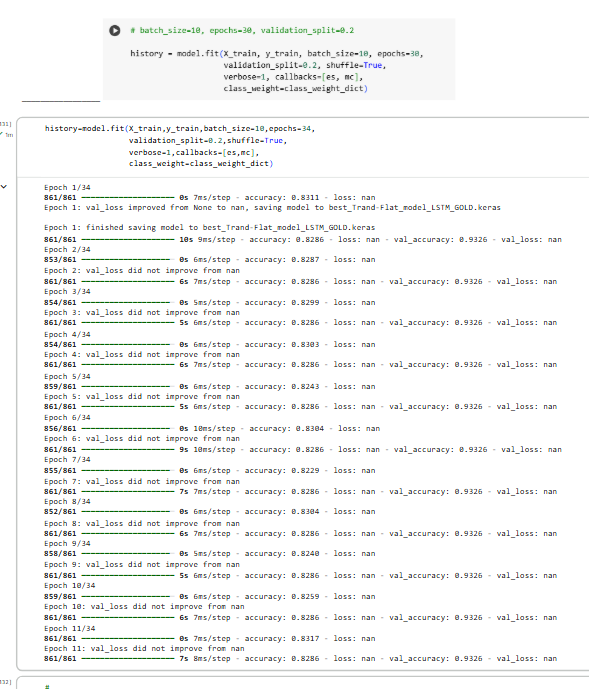 # batch_size=10, epochs=30, validation_split=0.2
history = model.fit(X_train, y_train, batch_size=10, epochs=30,
validation_split=0.2, shuffle=True,
verbose=1, callbacks=[es, mc],
class_weight=class_weight_dict)
1m
history=model.fit(X_train,y_train,batch_size=10,epochs=34,
validation_split=0.2,shuffle=True,
verbose=1,callbacks=[es,mc],
class_weight=class_weight_dict)
Epoch 1/34
861/861 0s 7ms/step - accuracy: 0.8311 - loss: nan
Epoch 1: val_loss improved from None to nan, saving model to best_Trand-Flat_model_LSTM_GOLD.keras
Epoch 1: finished saving model to best_Trand-Flat_model_LSTM_GOLD.keras
861/861 10s 9ms/step - accuracy: 0.8286 - loss: nan - val_accuracy: 0.9326 - val_loss: nan
Epoch 2/34
853/861 0s 6ms/step - accuracy: 0.8287 - loss: nan
Epoch 2: val_loss did not improve from nan
861/861 6s 7ms/step - accuracy: 0.8286 - loss: nan - val_accuracy: 0.9326 - val_loss: nan
Epoch 3/34
854/861 0s 5ms/step - accuracy: 0.8299 - loss: nan
Epoch 3: val_loss did not improve from nan
861/861 5s 6ms/step - accuracy: 0.8286 - loss: nan - val_accuracy: 0.9326 - val_loss: nan
Epoch 4/34
854/861 0s 6ms/step - accuracy: 0.8303 - loss: nan
Epoch 4: val_loss did not improve from nan
861/861 6s 7ms/step - accuracy: 0.8286 - loss: nan - val_accuracy: 0.9326 - val_loss: nan
Epoch 5/34
859/861 0s 6ms/step - accuracy: 0.8243 - loss: nan
Epoch 5: val_loss did not improve from nan
861/861 5s 6ms/step - accuracy: 0.8286 - loss: nan - val_accuracy: 0.9326 - val_loss: nan
Epoch 6/34
856/861 0s 10ms/step - accuracy: 0.8304 - loss: nan
Epoch 6: val_loss did not improve from nan
861/861 9s 10ms/step - accuracy: 0.8286 - loss: nan - val_accuracy: 0.9326 - val_loss: nan
Epoch 7/34
855/861 0s 6ms/step - accuracy: 0.8229 - loss: nan
Epoch 7: val_loss did not improve from nan
861/861 7s 7ms/step - accuracy: 0.8286 - loss: nan - val_accuracy: 0.9326 - val_loss: nan
Epoch 8/34
852/861 0s 6ms/step - accuracy: 0.8304 - loss: nan
Epoch 8: val_loss did not improve from nan
861/861 6s 7ms/step - accuracy: 0.8286 - loss: nan - val_accuracy: 0.9326 - val_loss: nan
Epoch 9/34
858/861 0s 5ms/step - accuracy: 0.8240 - loss: nan
Epoch 9: val_loss did not improve from nan
861/861 5s 6ms/step - accuracy: 0.8286 - loss: nan - val_accuracy: 0.9326 - val_loss: nan
Epoch 10/34
859/861 0s 6ms/step - accuracy: 0.8259 - loss: nan
Epoch 10: val_loss did not improve from nan
861/861 6s 7ms/step - accuracy: 0.8286 - loss: nan - val_accuracy: 0.9326 - val_loss: nan
Epoch 11/34
861/861 0s 7ms/step - accuracy: 0.8317 - loss: nan
Epoch 11: val_loss did not improve from nan
861/861 7s 8ms/step - accuracy: 0.8286 - loss: nan - val_accuracy: 0.9326 - val_loss: nan
#